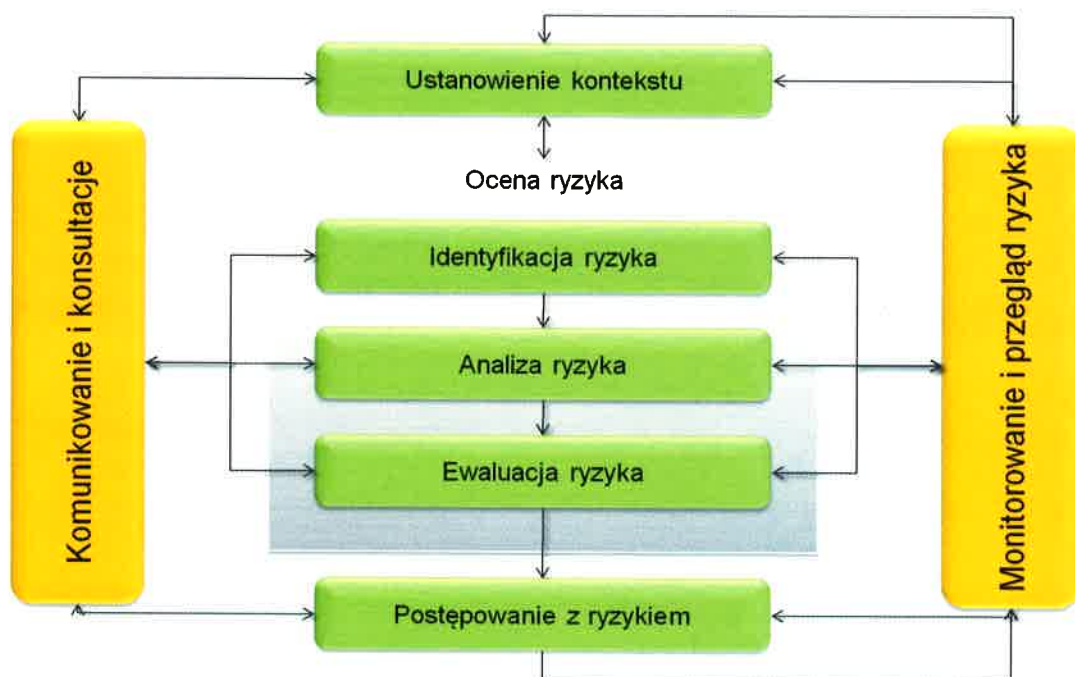 Ustanowienie kontekstu
Ocena ryzyka
Identyfikacja ryzyka
Analiza ryzyka
Ewaluacja ryzyka
Postępowanie z ryzykiem
Komunikowanie i konsultacje
Monitorowanie i przegląd ryzyka